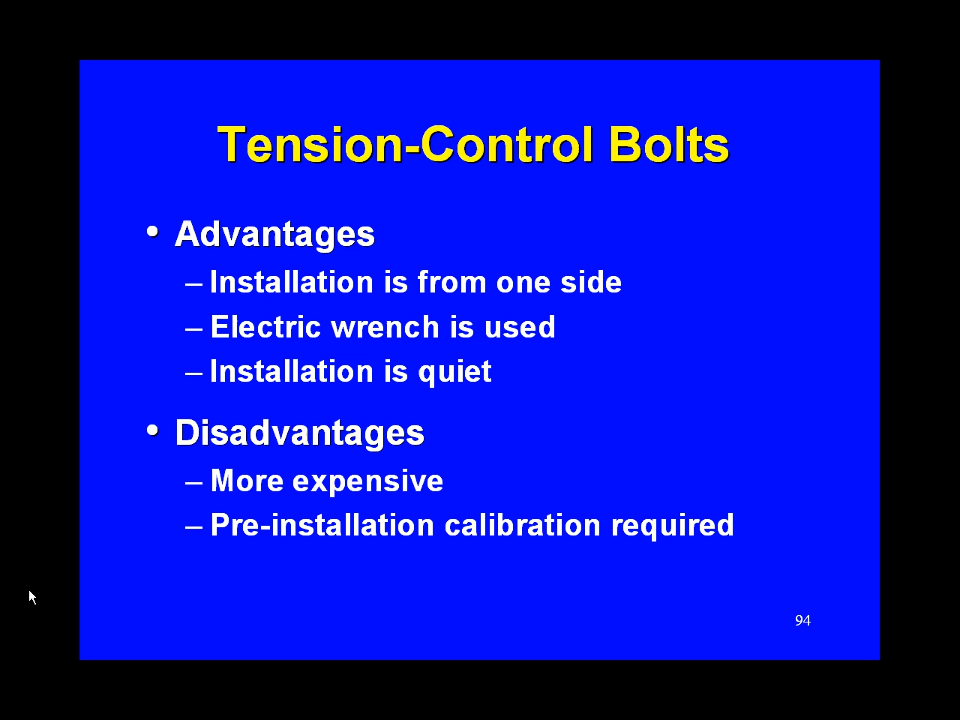 Tension-Control Bolts
• Advantages
– Installation is from one side
– Electric wrench is used
– Installation is quiet
• Disadvantages
– More expensive
– Pre-installation calibration required
94